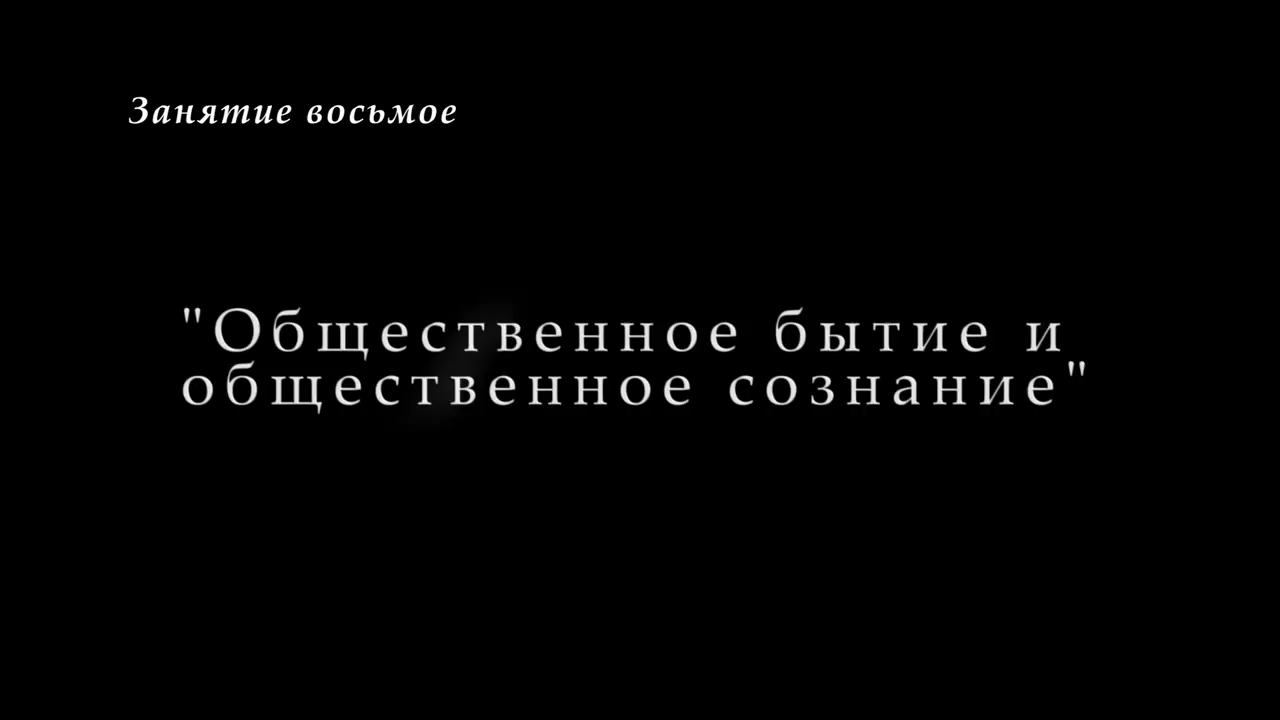 Занятие восьмое
"Общественное бытие и
общественное сознание"